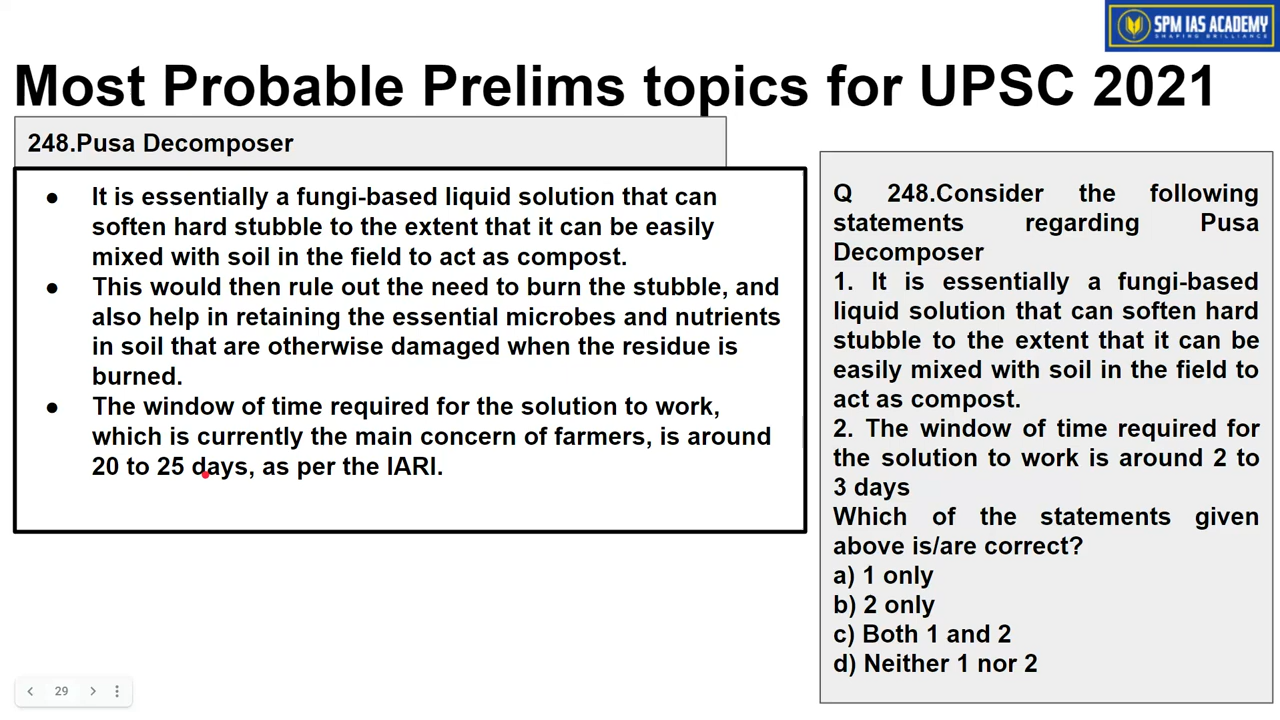 SPM IAS ACADEMY
SHAPING BRILLIANCE
Most Probable Prelims topics for UPSC 2021
248.Pusa Decomposer
● It is essentially a fungi-based liquid solution that can
soften hard stubble to the extent that it can be easily
mixed with soil in the field to act as compost.
● This would then rule out the need to burn the stubble, and
also help in retaining the essential microbes and nutrients
in soil that are otherwise damaged when the residue is
burned.
● The window of time required for the solution to work,
which is currently the main concern of farmers, is around
20 to 25 days, as per the IARI.
Q 248.Consider the following
statements regarding Pusa
Decomposer
1. It is essentially a fungi-based
liquid solution that can soften hard
stubble to the extent that it can be
easily mixed with soil in the field to
act as compost.
2. The window of time required for
the solution to work is around 2 to
3 days
Which of the statements given
above is/are correct?
a) 1 only
b) 2 only
c) Both 1 and 2
d) Neither 1 nor 2
29